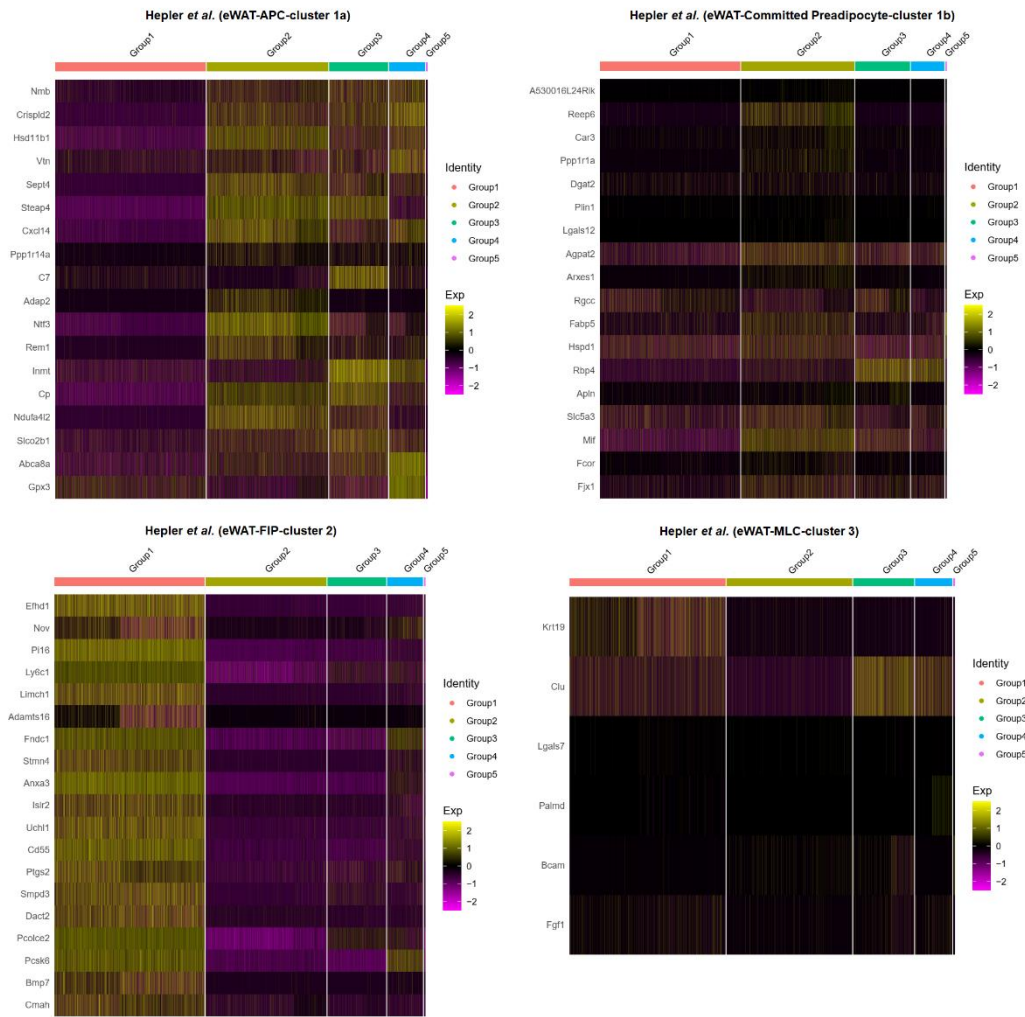 Hepler et al. (eWAT-APC-cluster 1a)
Group1
Group2
Group3
Group4
Group5
Nmb
Crispld2
Hsd11b1
Vtn
Sept4
Steap4
Cxcl14
Ppp1r14a
C7
Adap2
Ntf3
Rem1
Inmt
Cp
Ndufa4l2
Slco2b1
Abca8a
Gpx3
Identity
Group1
Group2
Group3
Group4
Group5
Exp
2
1
0
−1
−2
Hepler et al. (eWAT-Committed Preadipocyte-cluster 1b)
Group1
Group2
Group3
Group4
Group5
A530016L24Rik
Reep6
Car3
Ppp1r1a
Dgat2
Plin1
Lgals12
Agpat2
Arxes1
Rgcc
Fabp5
Hspd1
Rbp4
Apln
Slc5a3
Mif
Fcor
Fjx1
Identity
Group1
Group2
Group3
Group4
Group5
Exp
2
1
0
−1
−2
Hepler et al. (eWAT-FIP-cluster 2)
Group1
Group2
Group3
Group4
Group5
Efhd1
Nov
Pi16
Ly6c1
Limch1
Adamts16
Fndc1
Stmn4
Anxa3
Islr2
Uchl1
Cd55
Ptgs2
Smpd3
Dact2
Pcolce2
Pcsk6
Bmp7
Cmah
Identity
Group1
Group2
Group3
Group4
Group5
Exp
2
1
0
−1
−2
Hepler et al. (eWAT-MLC-cluster 3)
Group1
Group2
Group3
Group4
Group5
Krt19
Clu
Lgals7
Palmd
Bcam
Fgf1
Identity
Group1
Group2
Group3
Group4
Group5
Exp
2
1
0
−1
−2